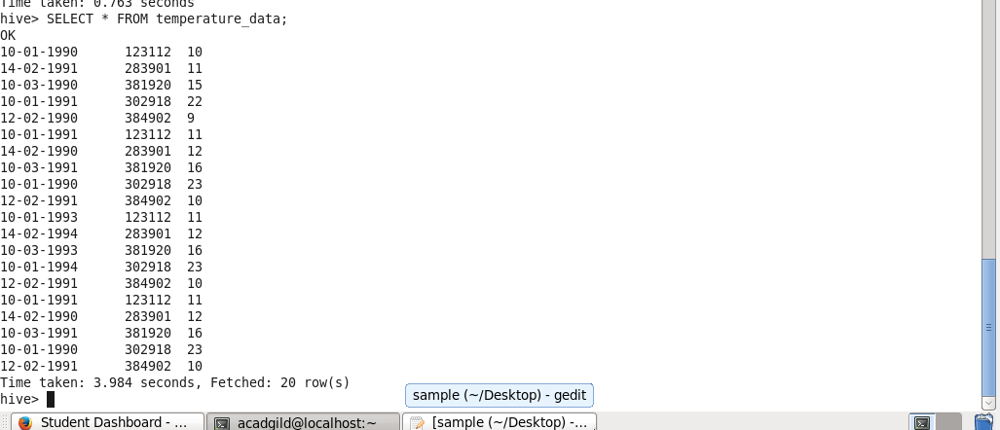 Time taken: 0.763 seconds
hive> SELECT * FROM temperature_data;
OK
10-01-1990 123112 10
14-02-1991 283901 11
10-03-1990 381920 15
10-01-1991 302918 22
12-02-1990 384902 9
10-01-1991 123112 11
14-02-1990 283901 12
10-03-1991 381920 16
10-01-1990 302918 23
12-02-1991 384902 10
10-01-1993 123112 11
14-02-1994 283901 12
10-03-1993 381920 16
10-01-1994 302918 23
12-02-1991 384902 10
10-01-1991 123112 11
14-02-1990 283901 12
10-03-1991 381920 16
10-01-1990 302918 23
12-02-1991 384902 10
Time taken: 3.984 seconds, Fetched: 20 row(s)
hive>
sample (~/Desktop) - gedit
Student Dashboard - ...
acadgild@localhost:~
[sample (~/Desktop) -...